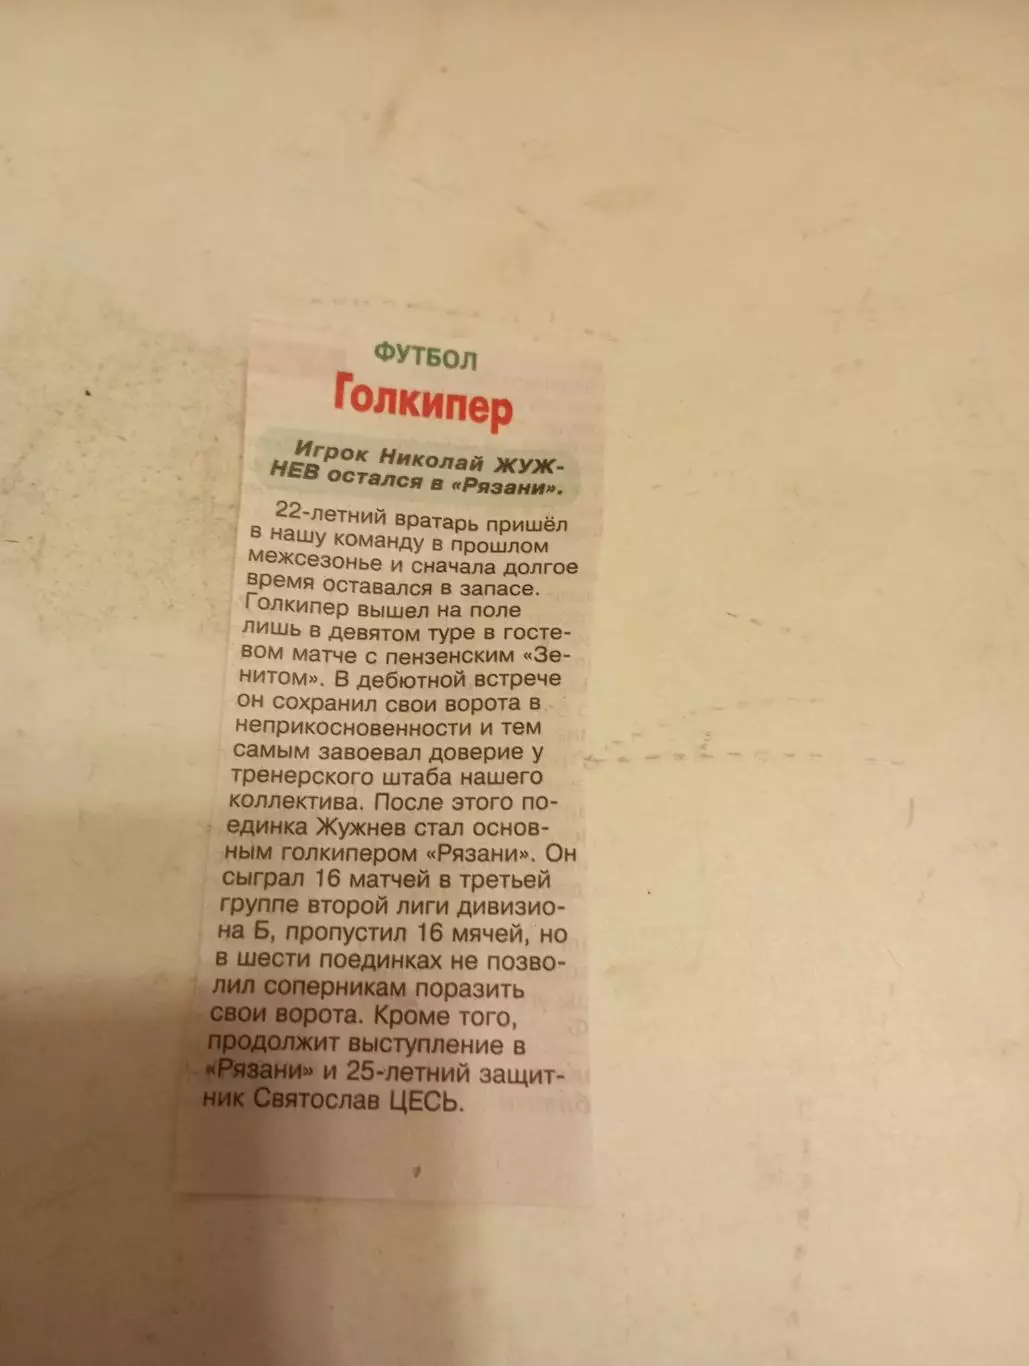 ФУТБОЛ
Голкипер
Игрок Николай ЖУЖ-
НЕВ остался в «Рязани».
22-летний вратарь пришёл
в нашу команду в прошлом
межсезонье и сначала долгое
время оставался в запасе.
Голкипер вышел на поле
лишь в девятом туре в госте-
вом матче с пензенским «Зе-
нитом». В дебютной встрече
он сохранил свои ворота в
неприкосновенности и тем
самым завоевал доверие у
тренерского штаба нашего
коллектива. После этого по-
единка Жужнев стал основ-
ным голкипером «Рязани». Он
сыграл 16 матчей в третьей
группе второй лиги дивизио-
на Б, пропустил 16 мячей, но
в шести поединках не позво-
лил соперникам поразить
свои ворота. Кроме того,
продолжит выступление в
«Рязани» и 25-летний защит-
ник Святослав ЦЕСЬ.